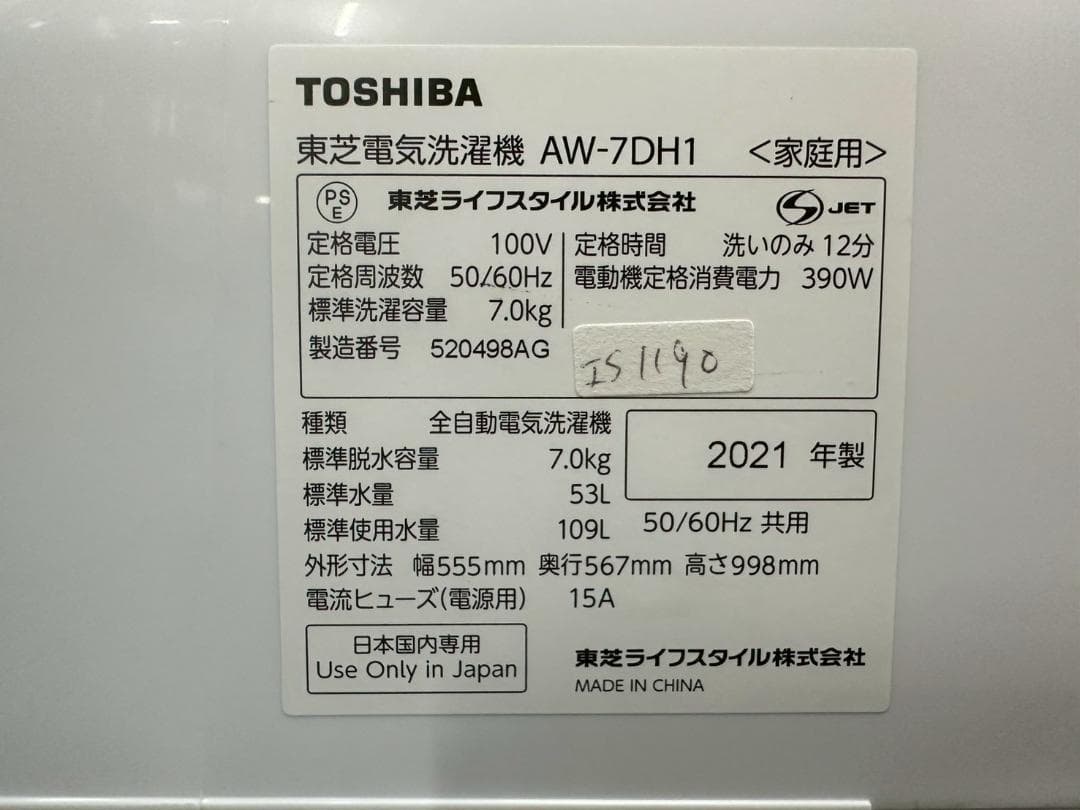 TOSHIBA
東芝電気洗濯機 AW-7DH1 <家庭用>
PS
E
東芝ライフスタイル株式会社
S JET
定格電圧 100V
定格周波数 50/60Hz
標準洗濯容量 7.0kg
定格時間 洗いのみ 12分
電動機定格消費電力 390W
製造番号 520498AG
IS1190
種類 全自動電気洗濯機
標準脱水容量 7.0kg
標準水量 53L
標準使用水量 109L
2021 年製
50/60Hz 共用
外形寸法 幅555mm 奥行567mm 高さ998mm
電流ヒューズ(電源用) 15A
日本国内専用
Use Only in Japan
東芝ライフスタイル株式会社
MADE IN CHINA